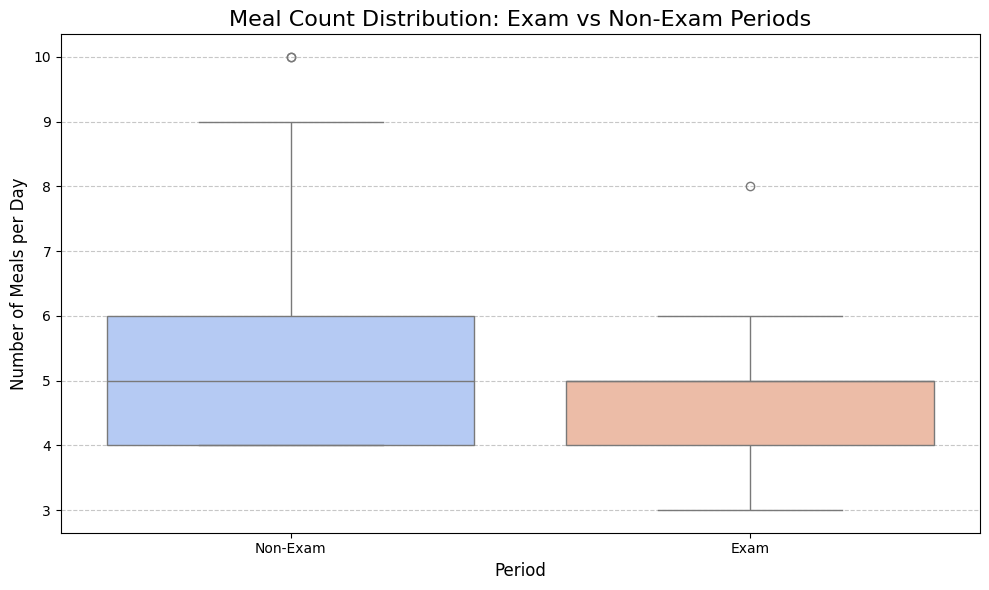 Meal Count Distribution: Exam vs Non-Exam Periods
Number of Meals per Day
10
9
8
7
6
5
4
3
Non-Exam
Exam
Period